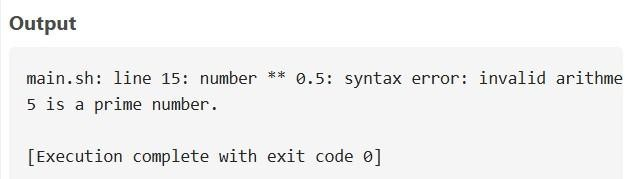 Output
main.sh: line 15: number ** 0.5: syntax error: invalid arithme
5 is a prime number.
[Execution complete with exit code 0]